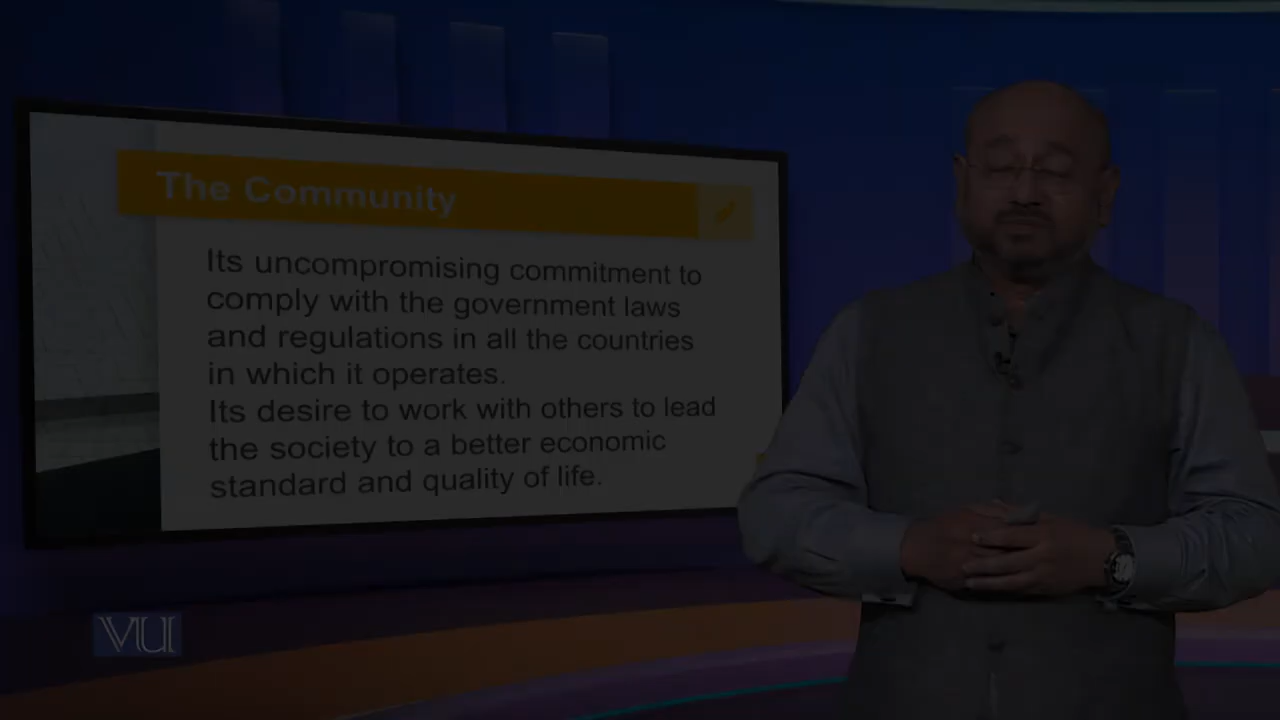 The Community
Its uncompromising commitment to
comply with the government laws
and regulations in all the countries
in which it operates.
Its desire to work with others to lead
the society to a better economic
standard and quality of life.
VU